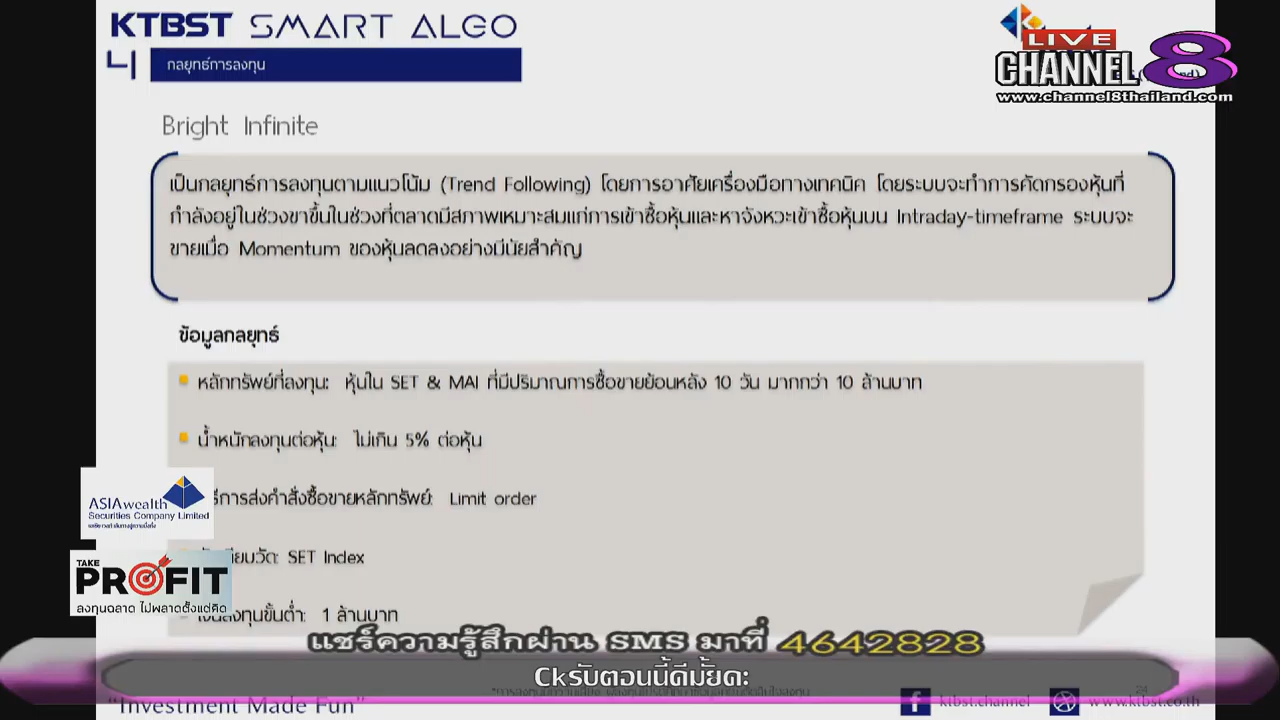 KTBST SMART ALGO
กลยุทธ์การลงทุน
LIVE
CHANNEL 8
www.channel8thailand.com
Bright Infinite
เป็นกลยุทธ์การลงทุนตามแนวโน้ม (Trend Following) โดยการอาศัยเครื่องมือทางเทคนิค โดยระบบจะทำการคัดกรองหุ้นที่
กำลังอยู่ในช่วงขาขึ้นในช่วงที่ตลาดมีสภาพเหมาะสมแก่การเข้าซื้อหุ้นและหาจังหวะเข้าซื้อหุ้นบน Intraday-timeframe ระบบจะ
ขายเมื่อ Momentum ของหุ้นลดลงอย่างมีนัยสำคัญ
ข้อมูลกลยุทธ์
หลักทรัพย์ที่ลงทุน: หุ้นใน SET & MAI ที่มีปริมาณการซื้อขายย้อนหลัง 10 วัน มากกว่า 10 ล้านบาท
น้ำหนักลงทุนต่อหุ้น: ไม่เกิน 5% ต่อหุ้น
ธีการส่งคำสั่งซื้อขายหลักทรัพย์: Limit order
ียบวัด: SET Index
เงินลงทุนขั้นต่ำ: 1 ล้านบาท
ASIA wealth
Securities Company Limited
TAKE
PROFIT
ลงทุนฉลาด ไม่พลาดตั้งแต่คิด
แชร์ความรู้สึกผ่าน SMS มาที่ 4642828
Ckรับตอนนี้ดีมั้ยค:
"Investment Made Fun"
ktbst.channel
www.ktbst.co.th
24